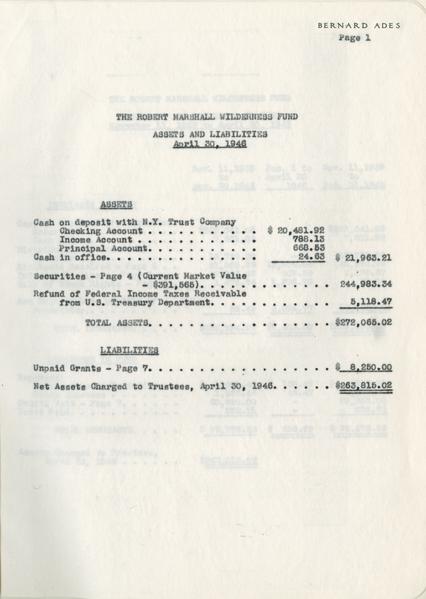 BERNARD ADES
Page 1
THE ROBERT MARSHALL WILDERNESS FUND
ASSETS AND LIABILITIES
April 30, 1946
ASSETS
Cash on deposit with N.Y. Trust Company
Checking Account . . . . . . . . . . $ 20,481.92
Income Account . . . . . . . . . . . 788.13
Principal Account. . . . . . . . . . 668.53
Cash in office. . . . . . . . . . . . . 24.63 $ 21,963.21
Securities - Page 4 (Current Market Value
- $391,565). . . . . . . . . . . 244,983.34
Refund of Federal Income Taxes Receivable
from U.S. Treasury Department. . . . . . . . . . 5,118.47
TOTAL ASSETS. . . . . . . . . . . . . . . $272,065.02
LIABILITIES
Unpaid Grants - Page 7. . . . . . . . . . . . . . . $ 8,250.00
Net Assets Charged to Trustees, April 30, 1946. . . . . . $263,815.02